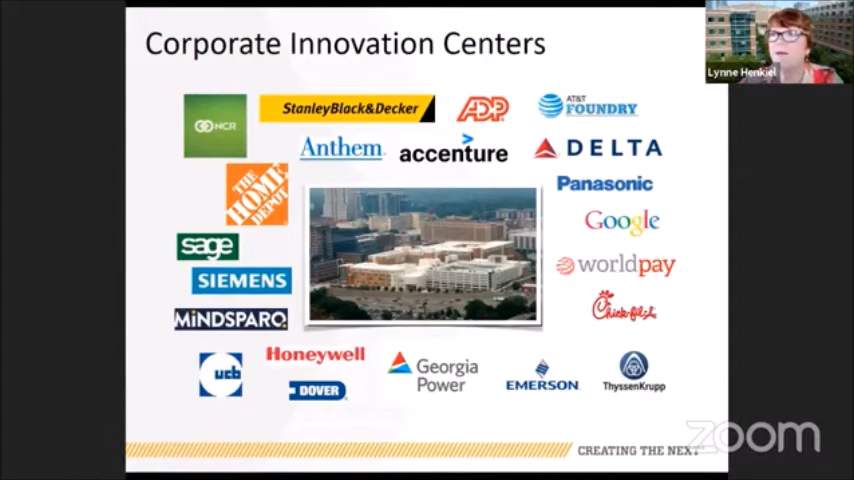 Corporate Innovation Centers
Lynne Henkiel
NCR
StanleyBlack&Decker
ADP
AT&T
FOUNDRY
Anthem
accenture
DELTA
THE
HOME
DEPOT
Panasonic
Google
sage
worldpay
SIEMENS
MiNDSPARQ
Chick-fil-A
ucb
Honeywell
DOVER
Georgia
Power
EMERSON
ThyssenKrupp
CREATING THE NEXT
zoom